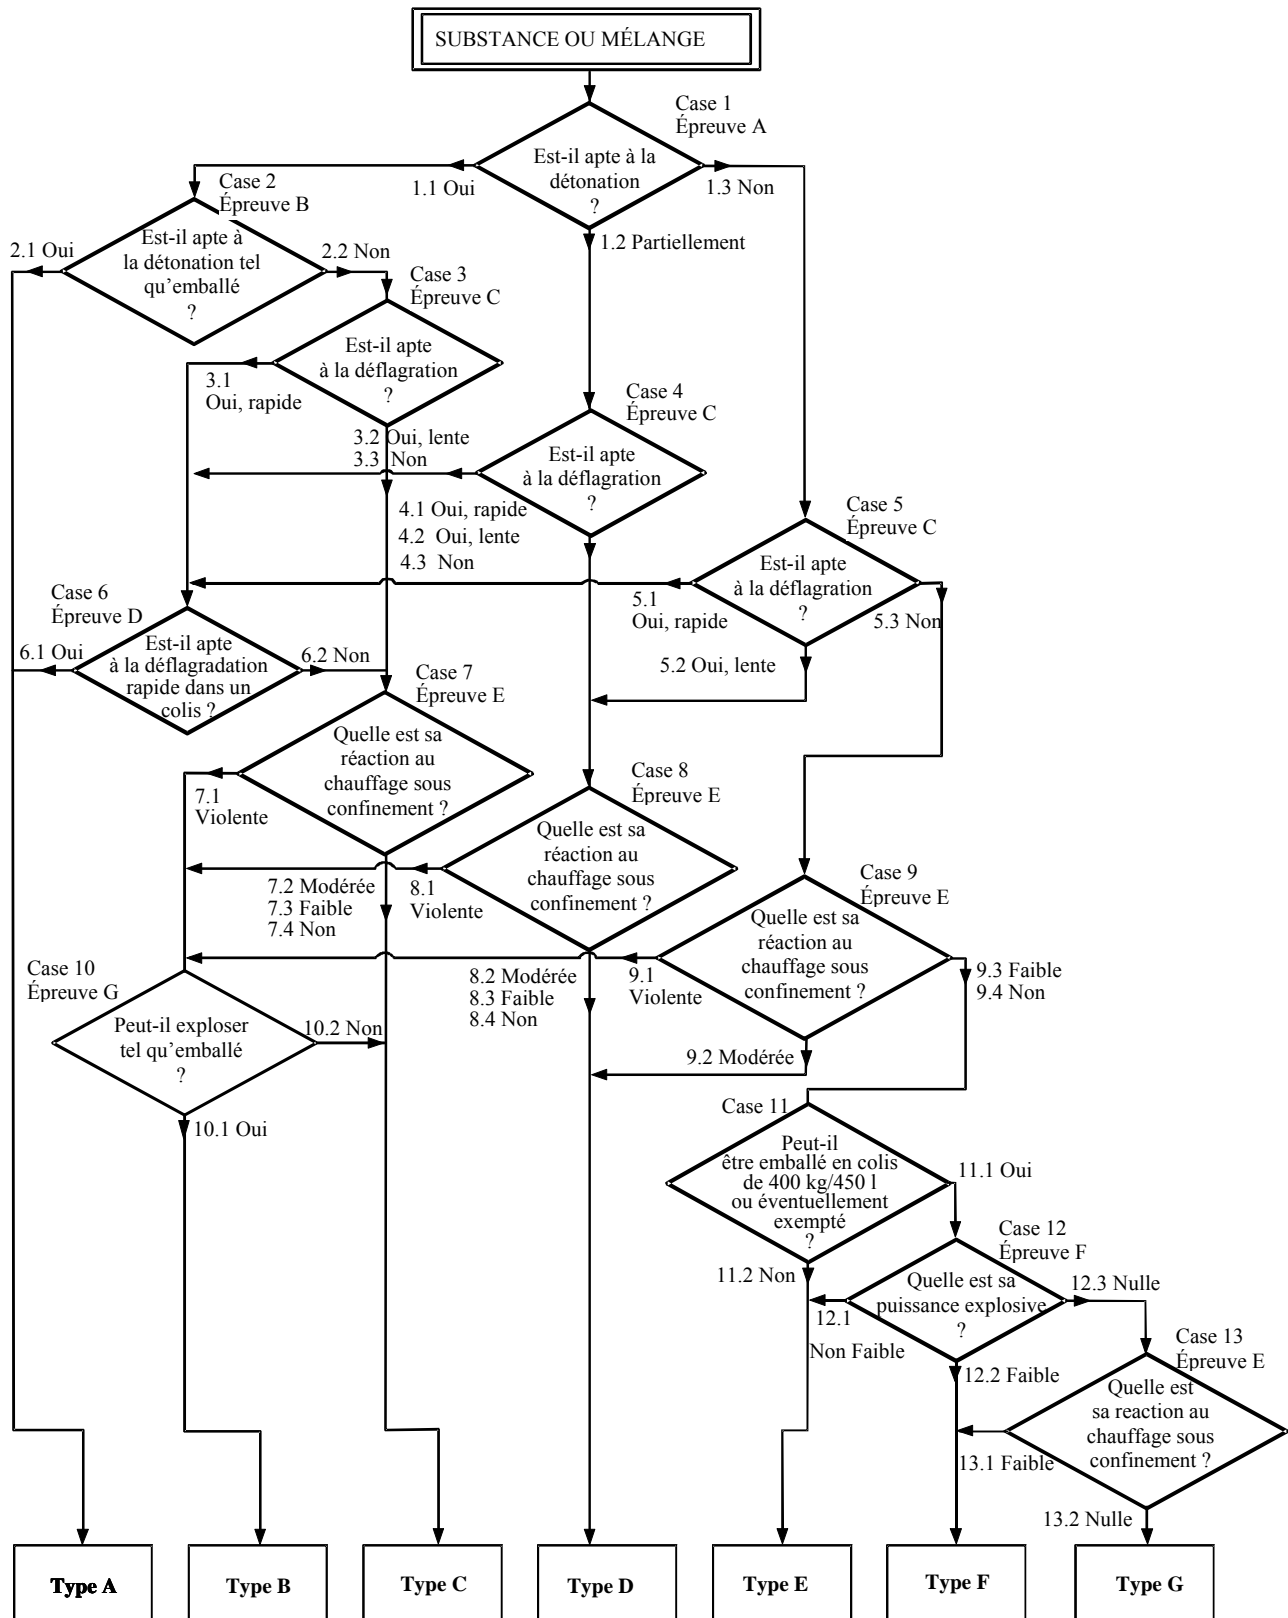 SUBSTANCE OU MÉLANGE
Case 1
Épreuve A
Est-il apte à la
détonation
?
1.1 Oui
1.3 Non
1.2 Partiellement
Case 2
Épreuve B
Est-il apte à
la détonation tel
qu’emballé
?
2.1 Oui
2.2 Non
Case 3
Épreuve C
Est-il apte
à la déflagration
?
3.1
Oui, rapide
3.2 Oui, lente
3.3 Non
Case 4
Épreuve C
Est-il apte
à la déflagration
?
4.1 Oui, rapide
4.2 Oui, lente
4.3 Non
Case 5
Épreuve C
Est-il apte
à la déflagration
?
5.1
Oui, rapide
5.3 Non
5.2 Oui, lente
Case 6
Épreuve D
Est-il apte
à la déflagradation
rapide dans un
colis ?
6.1 Oui
6.2 Non
Case 7
Épreuve E
Quelle est sa
réaction au
chauffage sous
confinement ?
7.1
Violente
7.2 Modérée
7.3 Faible
7.4 Non
Case 8
Épreuve E
Quelle est sa
réaction au
chauffage sous
confinement ?
8.1
Violente
8.2 Modérée
8.3 Faible
8.4 Non
Case 9
Épreuve E
Quelle est sa
réaction au
chauffage sous
confinement ?
9.1
Violente
9.3 Faible
9.4 Non
9.2 Modérée
Case 10
Épreuve G
Peut-il exploser
tel qu’emballé
?
10.2 Non
10.1 Oui
Case 11
Peut-il
être emballé en colis
de 400 kg/450 l
ou éventuellement
exempté
?
11.1 Oui
11.2 Non
Case 12
Épreuve F
Quelle est sa
puissance explosive
?
12.1
Non Faible
12.3 Nulle
12.2 Faible
Case 13
Épreuve E
Quelle est
sa reaction au
chauffage sous
confinement ?
13.1 Faible
13.2 Nulle
Type A
Type B
Type C
Type D
Type E
Type F
Type G